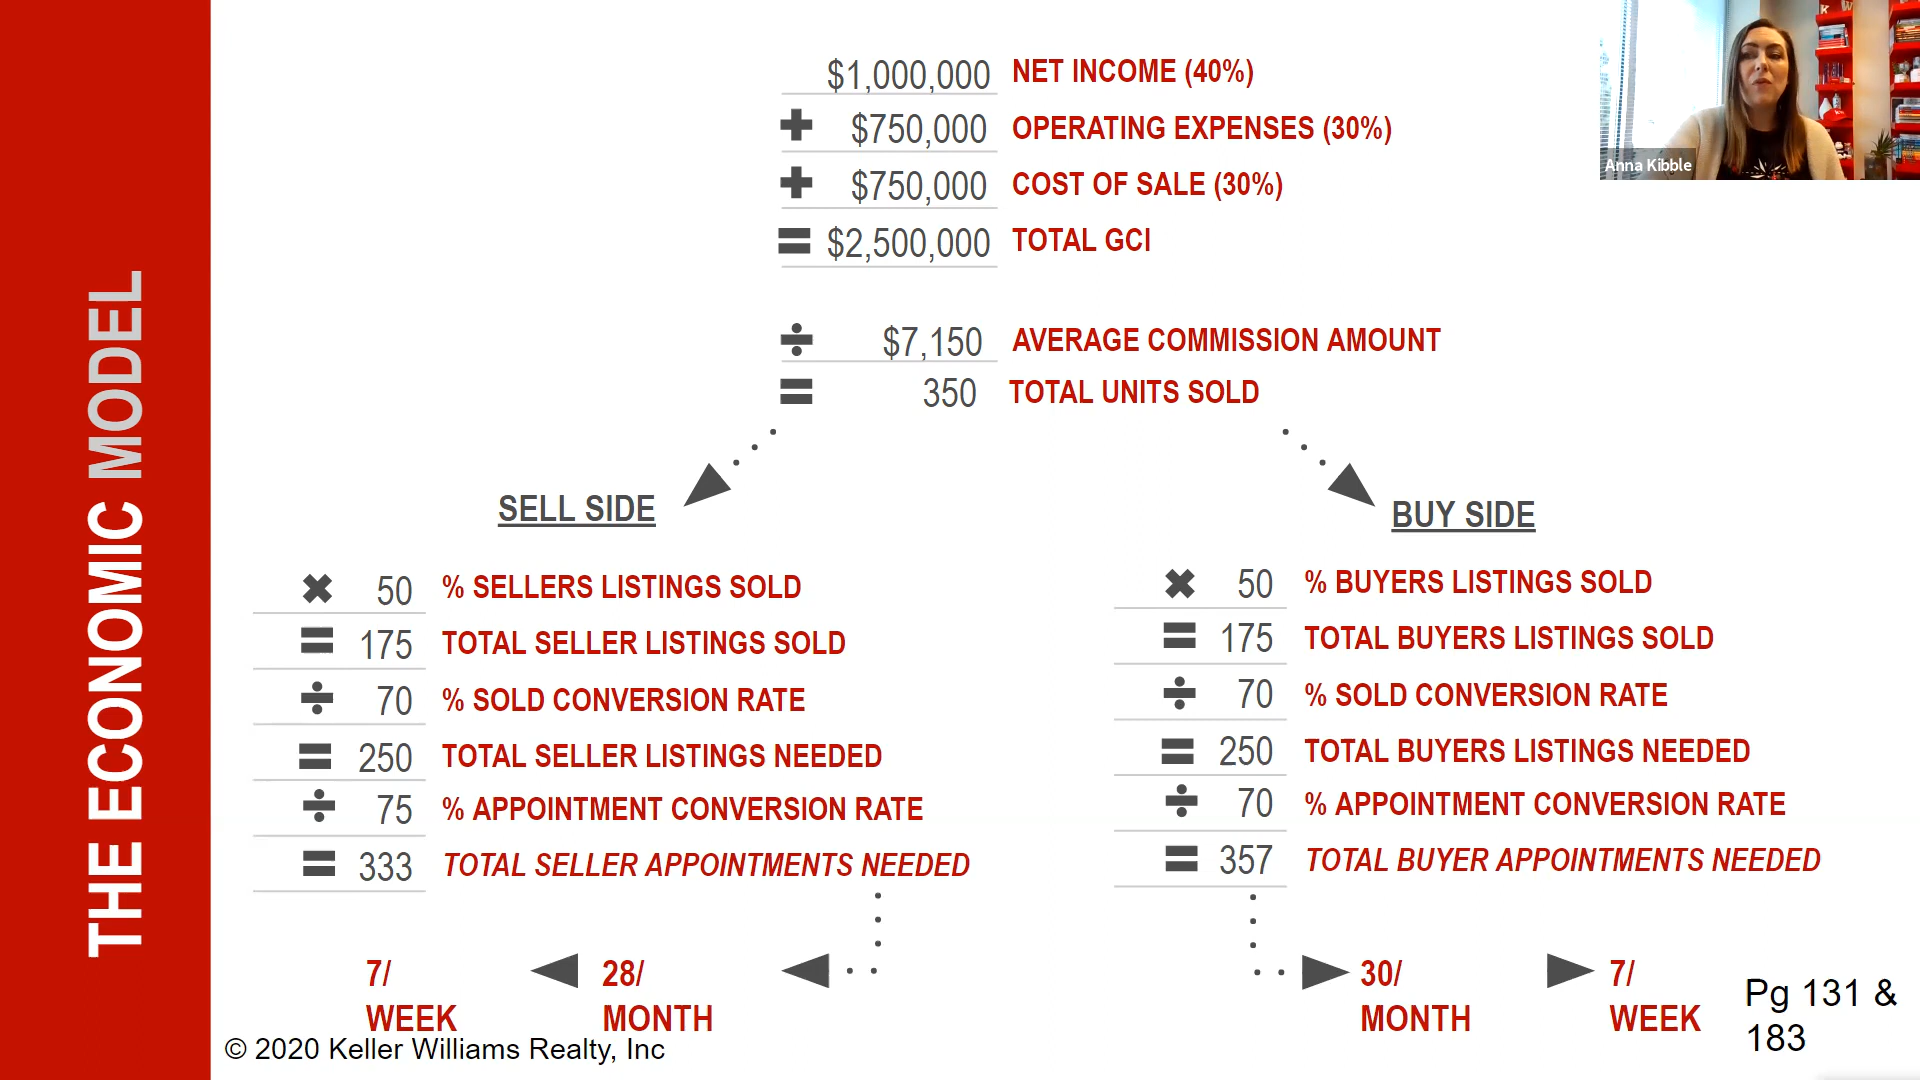 THE ECONOMIC MODEL
$1,000,000 NET INCOME (40%)
+ $750,000 OPERATING EXPENSES (30%)
+ $750,000 COST OF SALE (30%)
= $2,500,000 TOTAL GCI
÷ $7,150 AVERAGE COMMISSION AMOUNT
= 350 TOTAL UNITS SOLD
SELL SIDE
× 50 % SELLERS LISTINGS SOLD
= 175 TOTAL SELLER LISTINGS SOLD
÷ 70 % SOLD CONVERSION RATE
= 250 TOTAL SELLER LISTINGS NEEDED
÷ 75 % APPOINTMENT CONVERSION RATE
= 333 TOTAL SELLER APPOINTMENTS NEEDED
7/
WEEK
28/
MONTH
BUY SIDE
× 50 % BUYERS LISTINGS SOLD
= 175 TOTAL BUYERS LISTINGS SOLD
÷ 70 % SOLD CONVERSION RATE
= 250 TOTAL BUYERS LISTINGS NEEDED
÷ 70 % APPOINTMENT CONVERSION RATE
= 357 TOTAL BUYER APPOINTMENTS NEEDED
30/
MONTH
7/
WEEK
Pg 131 &
183
© 2020 Keller Williams Realty, Inc
Anna Kibble
KW